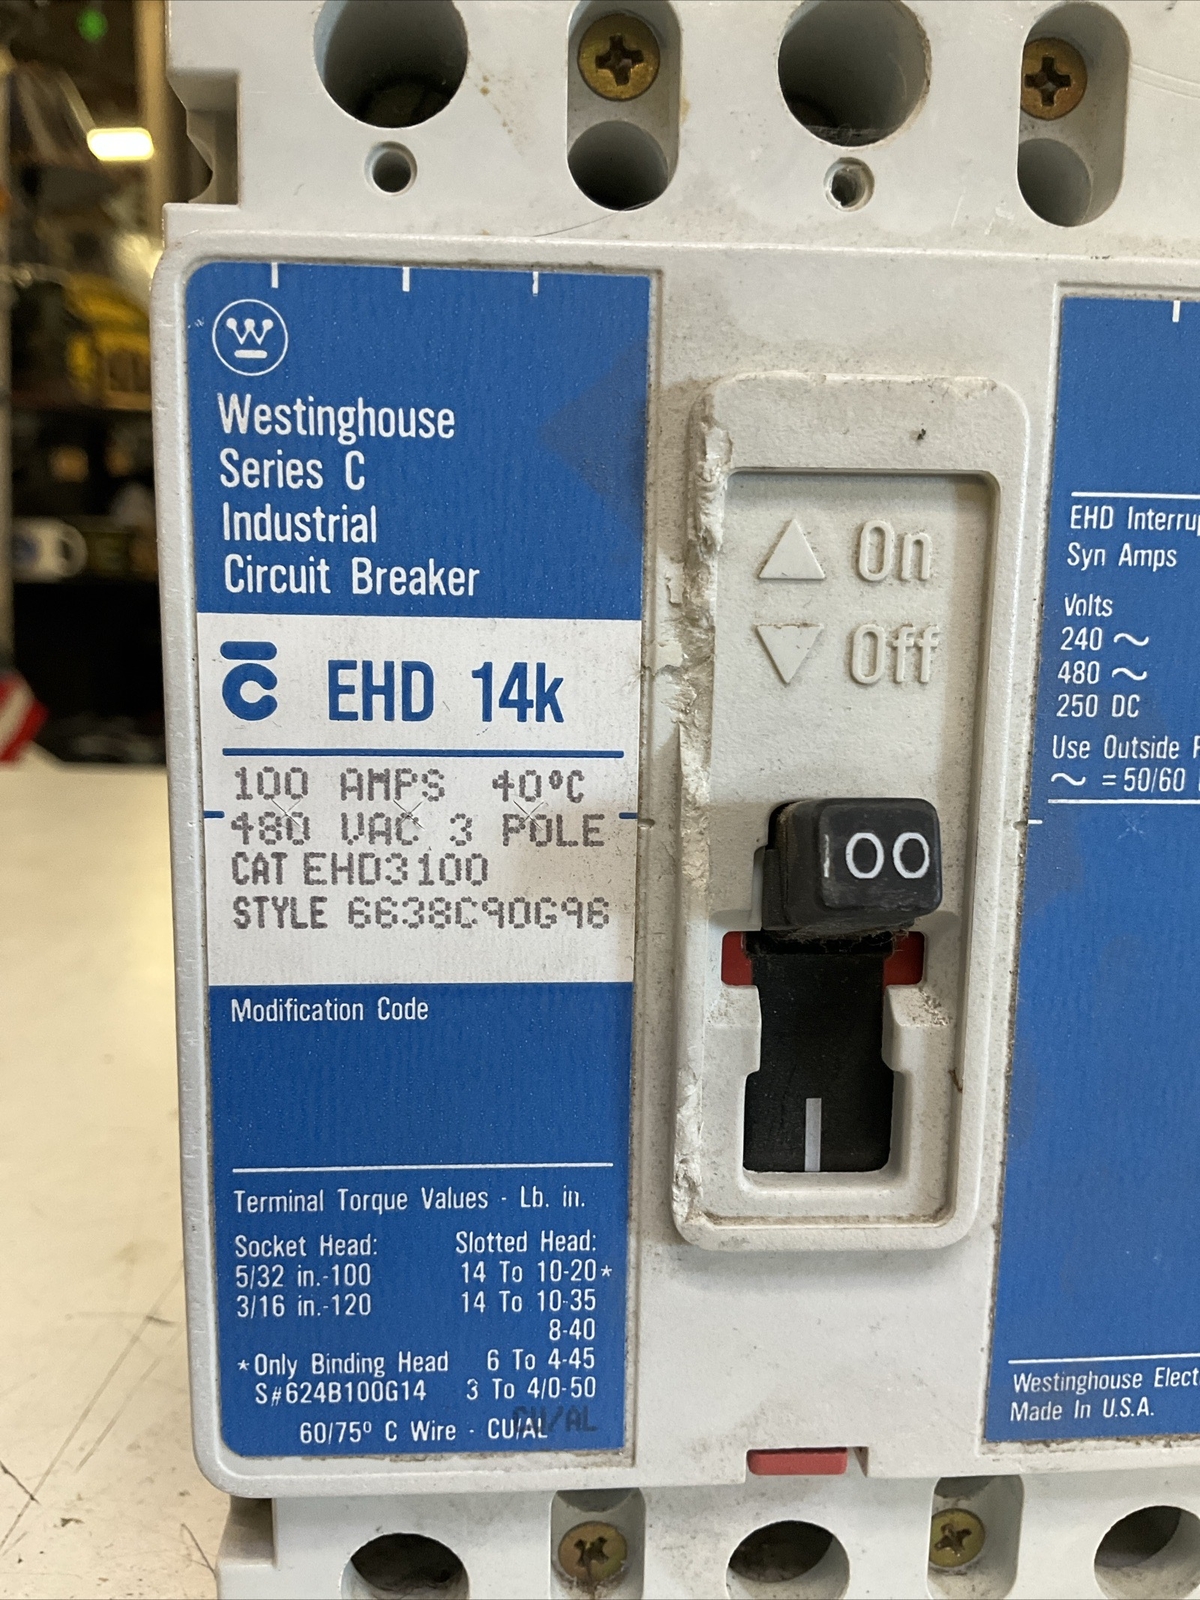 Westinghouse
Series C
Industrial
Circuit Breaker
C EHD 14k
100 AMPS 40°C
480 VAC 3 POLE
CAT EHD3100
STYLE 6638C90G96
Modification Code
Terminal Torque Values - Lb. in.
Socket Head: Slotted Head:
5/32 in.-100 14 To 10-20*
3/16 in.-120 14 To 10-35
8-40
*Only Binding Head 6 To 4-45
S#624B100G14 3 To 4/0-50
CU/AL
60/75° C Wire - CU/AL
On
Off
100
EHD
Syn Amps
Volts
240 ~
480 ~
250 DC
Use Outside
~ = 50/60
Westinghouse
Made In U.S.A.